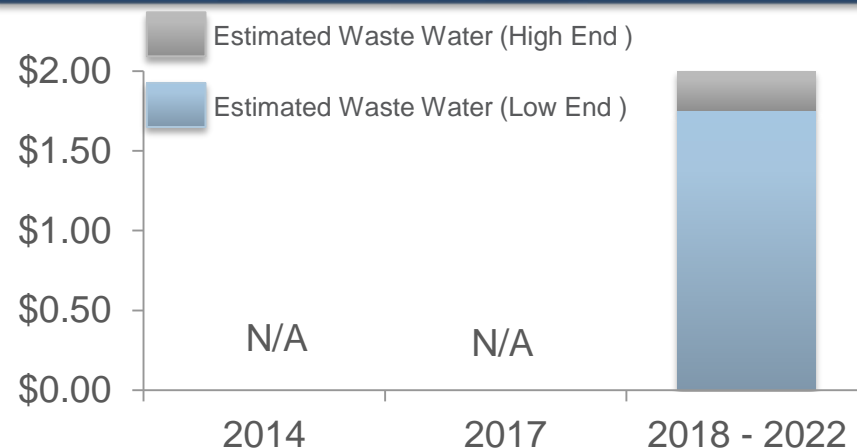 Estimated Waste Water (High End )
$2.00
Estimated Waste Water (Low End )
$1.50
$1.00
$0.50
N/A N/A
$0.00
2014 2017 2018 - 2022